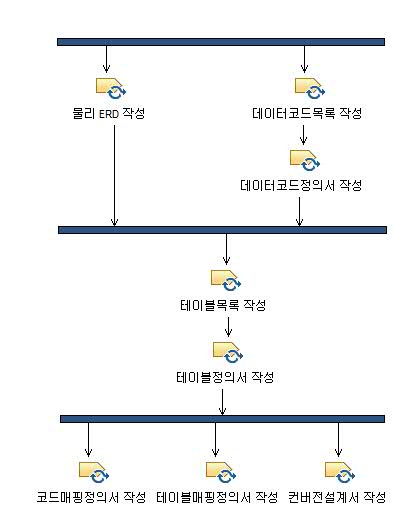 물리 ERD 작성
데이터코드목록 작성
데이터코드정의서 작성
테이블목록 작성
테이블정의서 작성
코드매핑정의서 작성
테이블매핑정의서 작성
컨버전설계서 작성